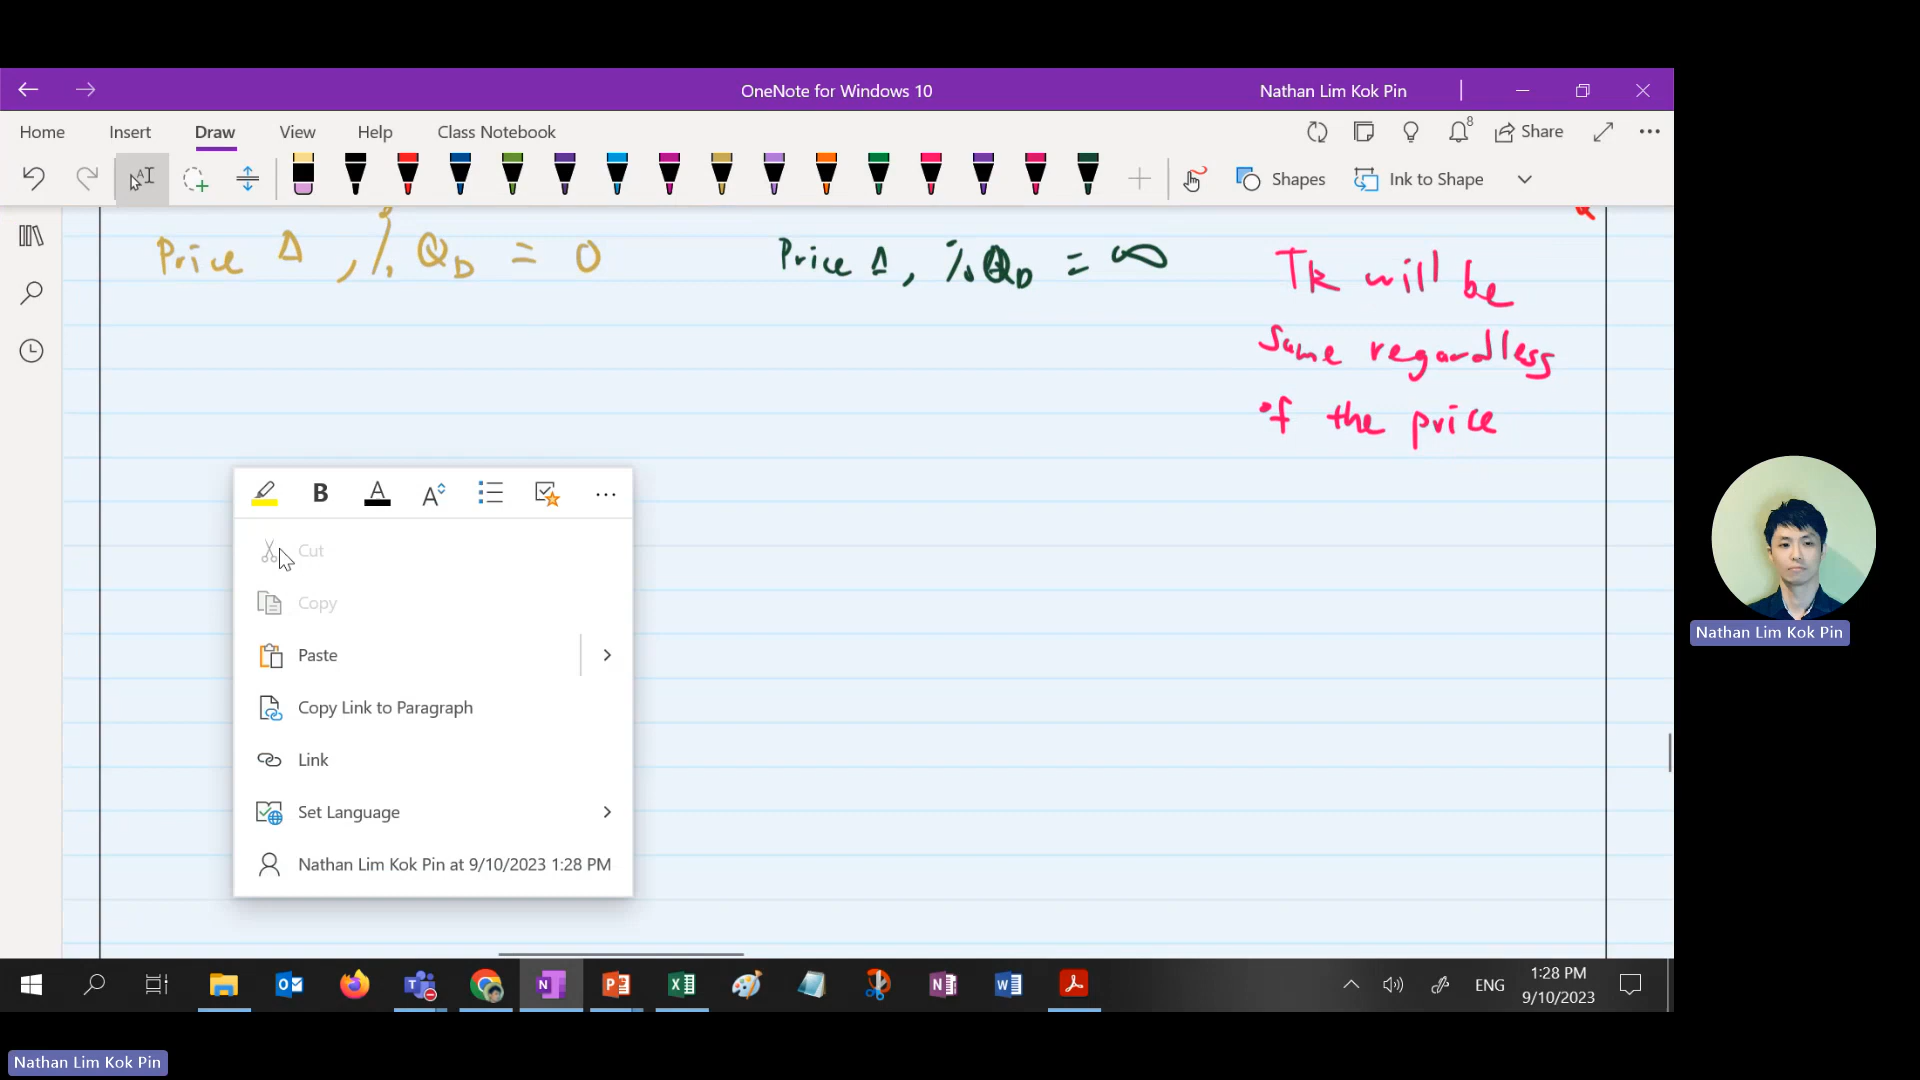 OneNote for Windows 10
Nathan Lim Kok Pin
Home Insert Draw View Help Class Notebook
8
Share
Shapes
Ink to Shape
Price Δ , % QD = 0
Price Δ , % QD = ∞
TR will be
same regardless
of the price
B A A
Cut
Copy
Paste
Copy Link to Paragraph
Link
Set Language
Nathan Lim Kok Pin at 9/10/2023 1:28 PM
Nathan Lim Kok Pin
ENG
1:28 PM
9/10/2023
Nathan Lim Kok Pin